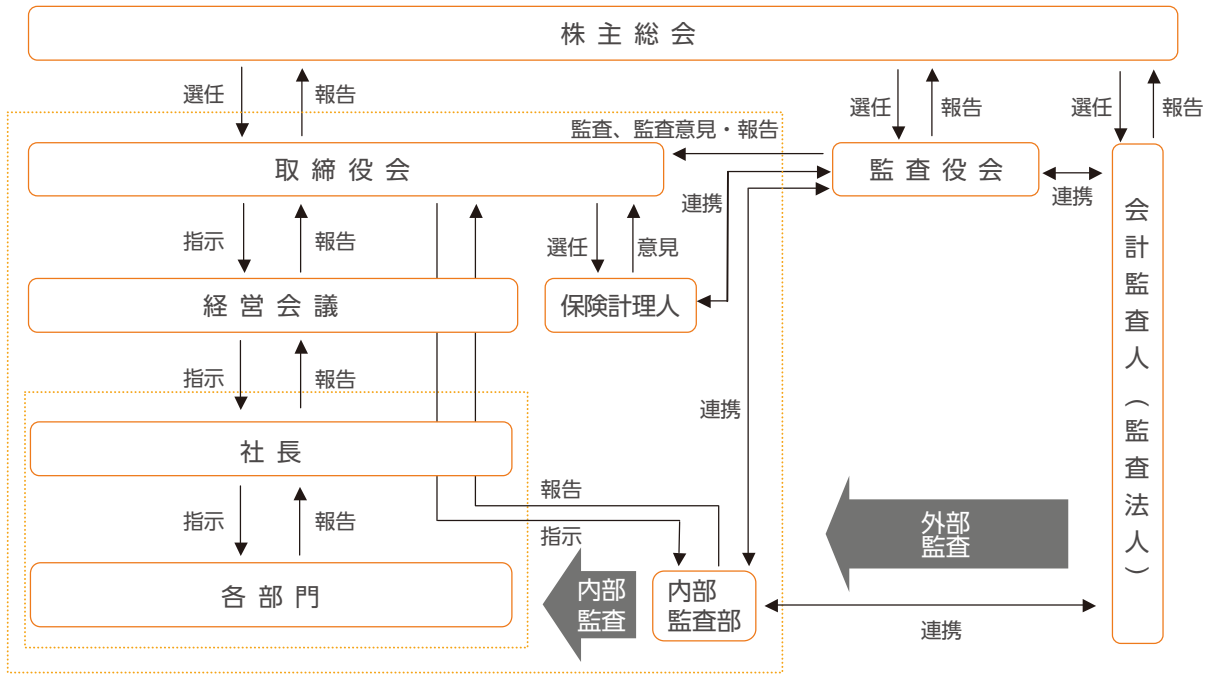 株主総会
選任
報告
選任
報告
選任
報告
監査、監査意見・報告
取締役会
監査役会
連携
連携
会計監査人（監査法人）
指示
報告
選任
意見
経営会議
保険計理人
指示
報告
連携
社長
指示
報告
報告
指示
外部
監査
各部門
内部
監査
内部
監査部
連携